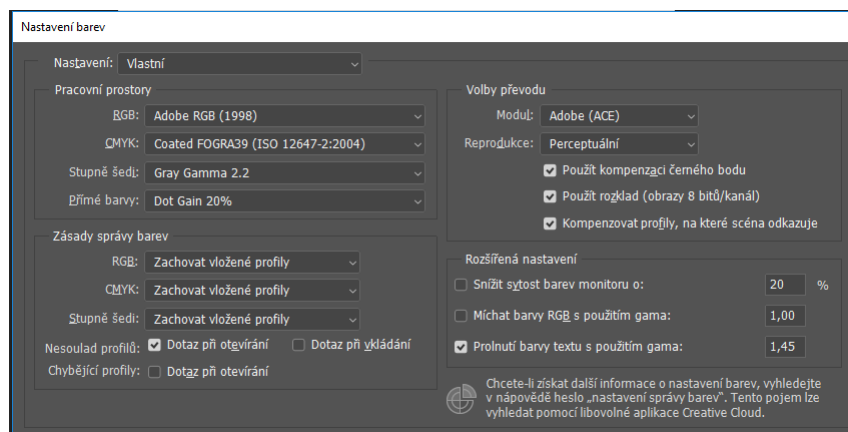 Nastavení barev
Nastavení: Vlastní
Pracovní prostory
RGB: Adobe RGB (1998)
CMYK: Coated FOGRA39 (ISO 12647-2:2004)
Stupně šedi: Gray Gamma 2.2
Přímé barvy: Dot Gain 20%
Zásady správy barev
RGB: Zachovat vložené profily
CMYK: Zachovat vložené profily
Stupně šedi: Zachovat vložené profily
Nesoulad profilů: Dotaz při otevírání Dotaz při vkládání
Chybějící profily: Dotaz při otevírání
Volby převodu
Modul: Adobe (ACE)
Reprodukce: Perceptuální
Použít kompenzaci černého bodu
Použít rozklad (obrazy 8 bitů/kanál)
Kompenzovat profily, na které scéna odkazuje
Rozšířená nastavení
Snížit sytost barev monitoru o: 20 %
Míchat barvy RGB s použitím gama: 1,00
Prolnutí barvy textu s použitím gama: 1,45
Chcete-li získat další informace o nastavení barev, vyhledejte
v nápovědě heslo „nastavení správy barev". Tento pojem lze
vyhledat pomocí libovolné aplikace Creative Cloud.